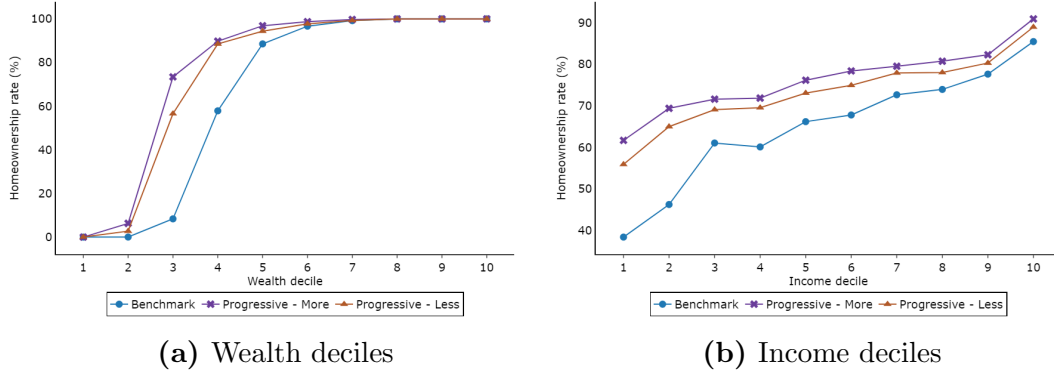 100
80
60
40
20
0
Homeownership rate (%)
1 2 3 4 5 6 7 8 9 10
Wealth decile
Benchmark Progressive - More Progressive - Less
(a) Wealth deciles
90
80
70
60
50
40
Homeownership rate (%)
1 2 3 4 5 6 7 8 9 10
Income decile
Benchmark Progressive - More Progressive - Less
(b) Income deciles